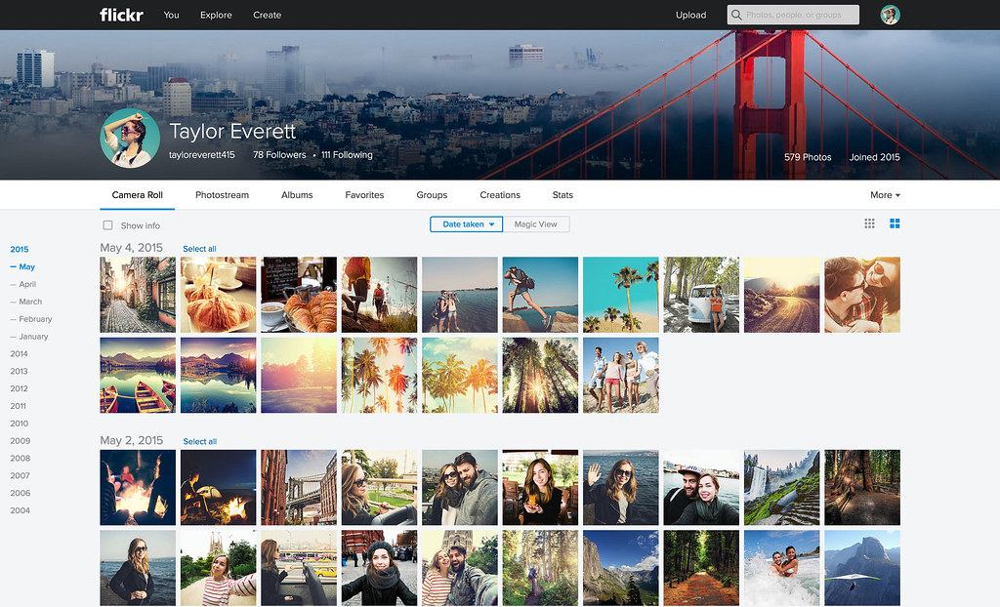 flickr You Explore Create Upload Photos, people, or groups
Taylor Everett
tayloreverett415 78 Followers • 111 Following 579 Photos Joined 2015
Camera Roll Photostream Albums Favorites Groups Creations Stats More
Show info Date taken Magic View
2015
— May
— April
— March
— February
— January
2014
2013
2012
2011
2010
2009
2008
2007
2006
2004
May 4, 2015 Select all
May 2, 2015 Select all